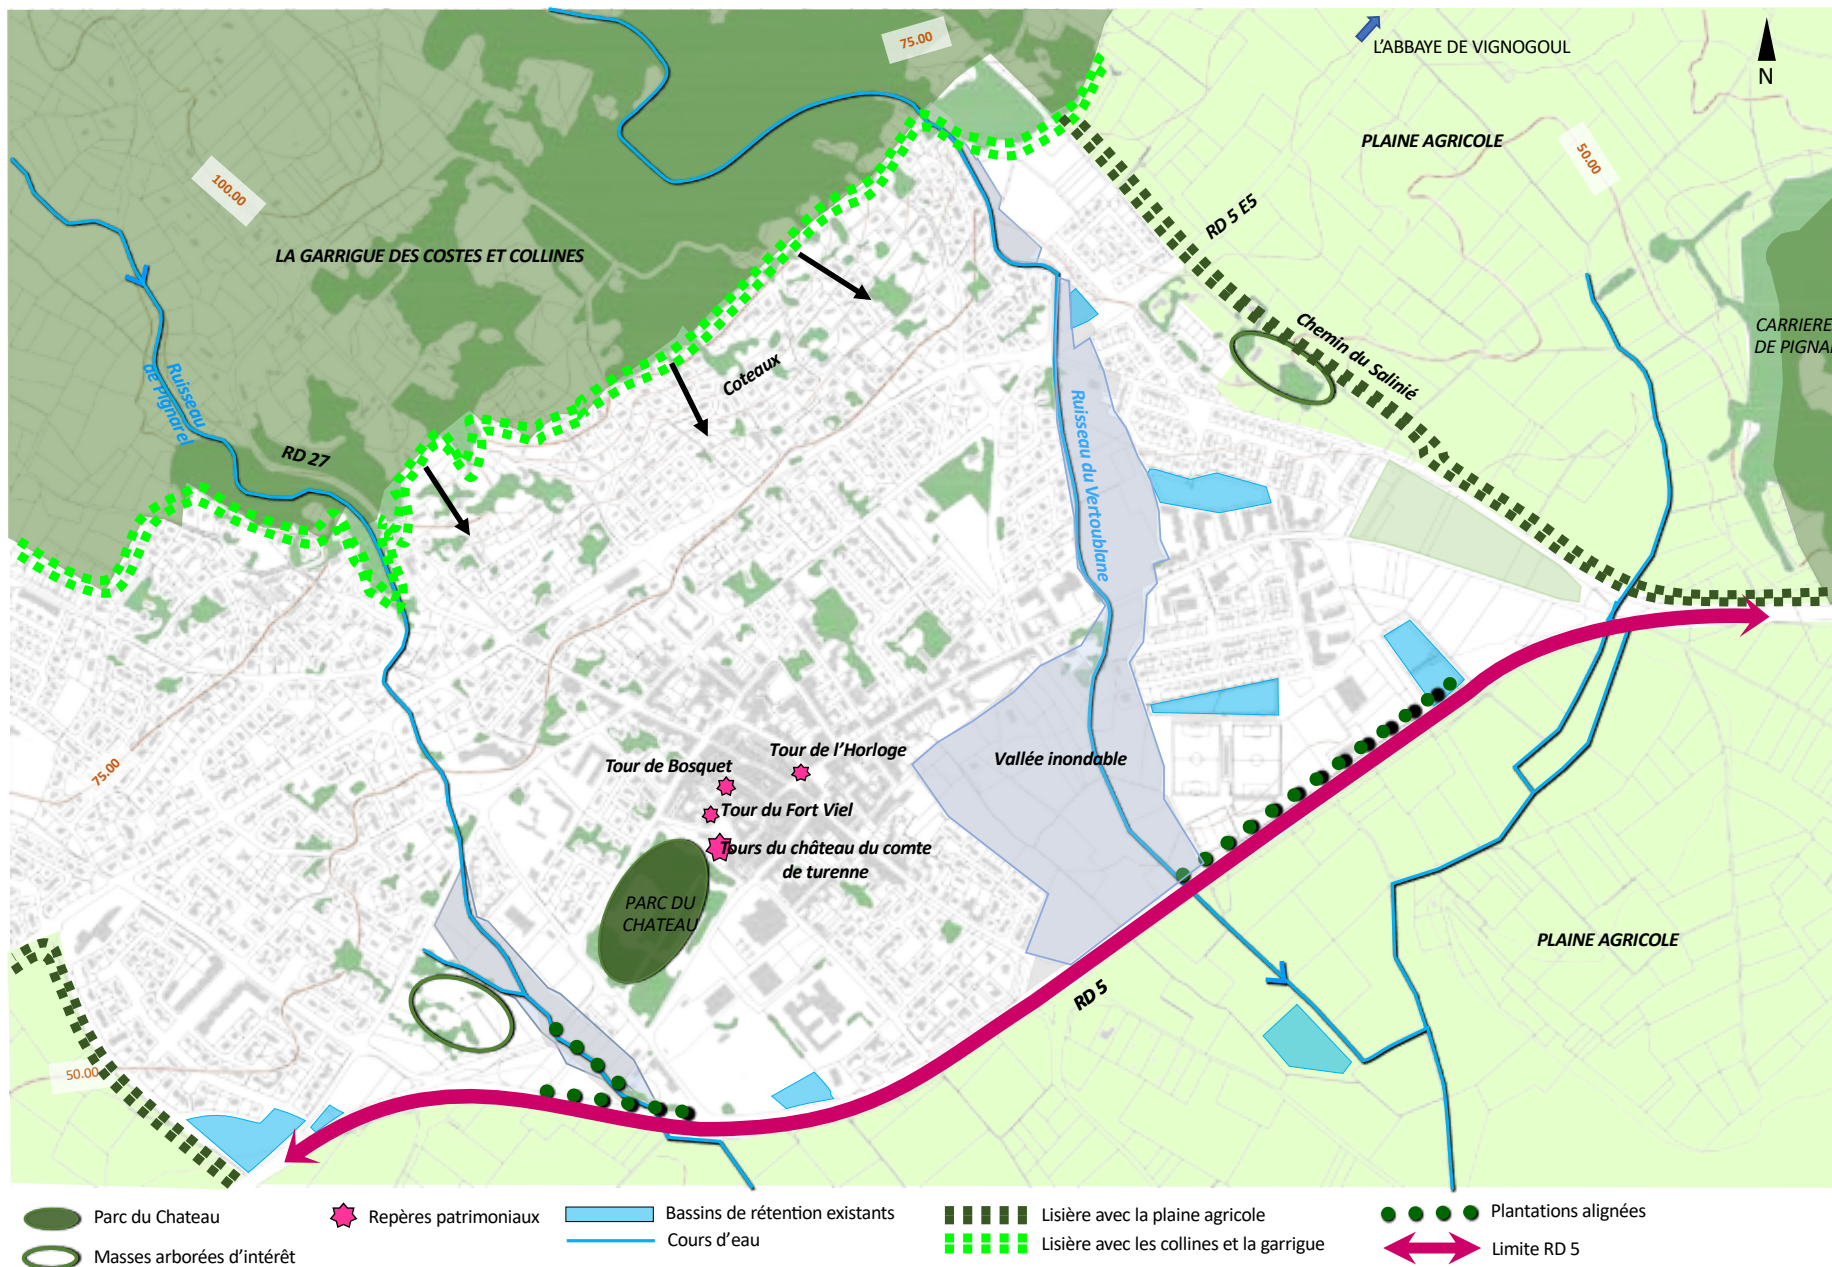 75.00
L'ABBAYE DE VIGNOGOUL
N
PLAINE AGRICOLE
50.00
100.00
RD 5 E5
LA GARRIGUE DES COSTES ET COLLINES
Chemin du Salinié
CARRIERE
DE PIGNA
Coteaux
Ruisseau
de Pignarel
Ruisseau du Vertoublane
RD 27
Tour de l'Horloge
Vallée inondable
Tour de Bosquet
75.00
Tour du Fort Viel
Tours du château du comte
de turenne
PARC DU
CHATEAU
PLAINE AGRICOLE
RD 5
50.00
Parc du Chateau
Repères patrimoniaux
Bassins de rétention existants
Lisière avec la plaine agricole
Plantations alignées
Masses arborées d'intérêt
Cours d'eau
Lisière avec les collines et la garrigue
Limite RD 5